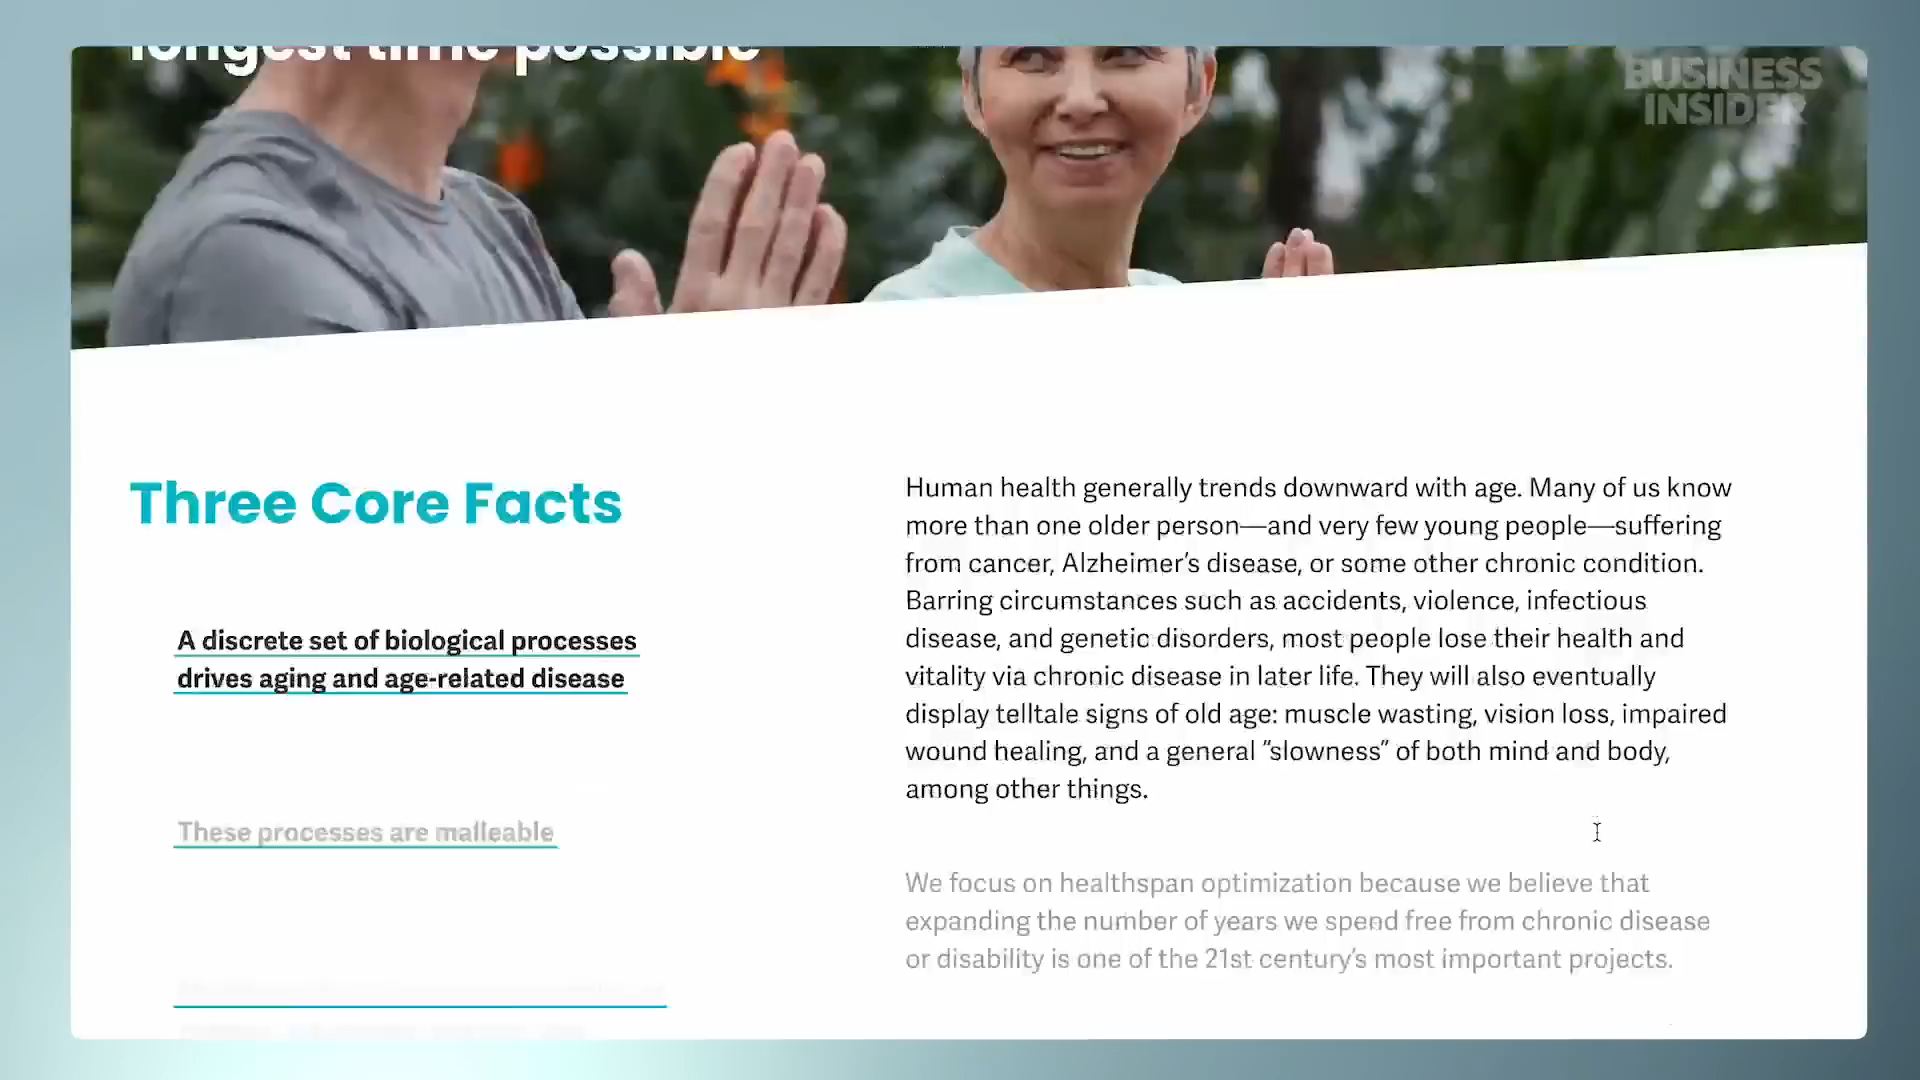 longest time possible
BUSINESS
INSIDER
Three Core Facts
A discrete set of biological processes
drives aging and age-related disease
These processes are malleable
Human health generally trends downward with age. Many of us know
more than one older person—and very few young people—suffering
from cancer, Alzheimer’s disease, or some other chronic condition.
Barring circumstances such as accidents, violence, infectious
disease, and genetic disorders, most people lose their health and
vitality via chronic disease in later life. They will also eventually
display telltale signs of old age: muscle wasting, vision loss, impaired
wound healing, and a general “slowness” of both mind and body,
among other things.
We focus on healthspan optimization because we believe that
expanding the number of years we spend free from chronic disease
or disability is one of the 21st century’s most important projects.